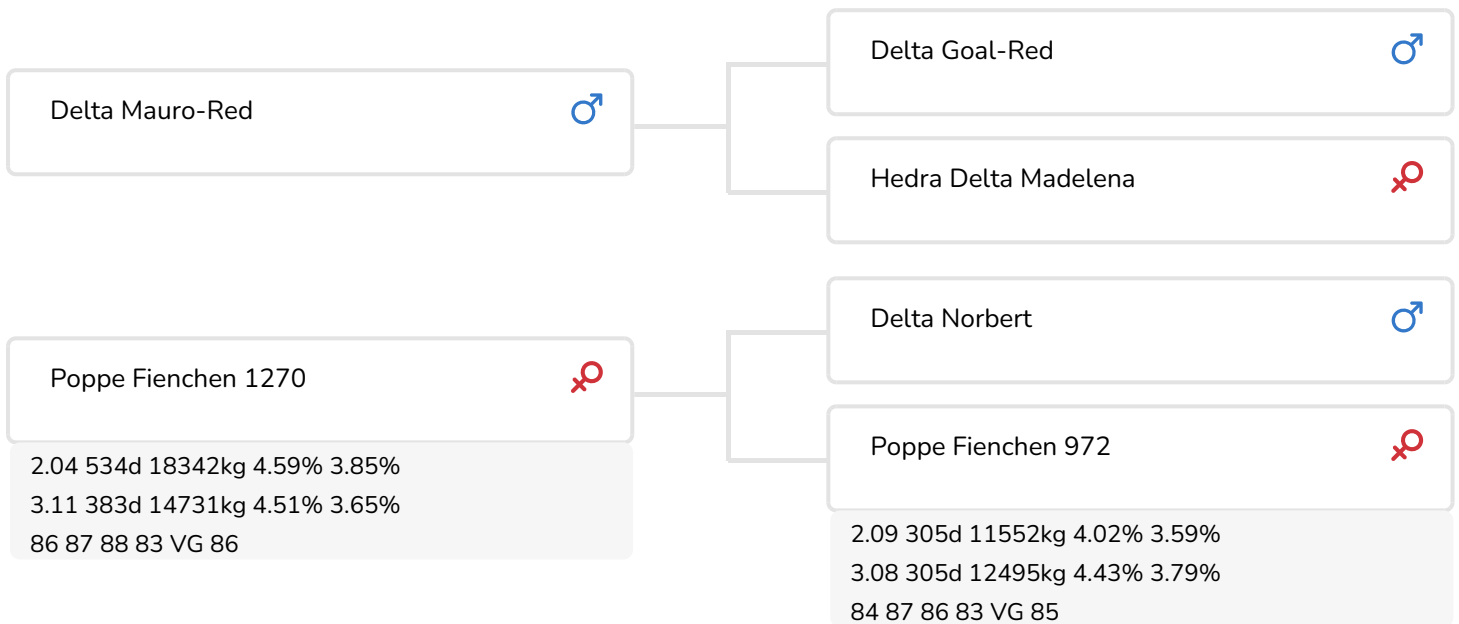 Delta Mauro-Red
Delta Goal-Red
Hedra Delta Madelena
Poppe Fienchen 1270
2.04 534d 18342kg 4.59% 3.85%
3.11 383d 14731kg 4.51% 3.65%
86 87 88 83 VG 86
Delta Norbert
Poppe Fienchen 972
2.09 305d 11552kg 4.02% 3.59%
3.08 305d 12495kg 4.43% 3.79%
84 87 86 83 VG 85